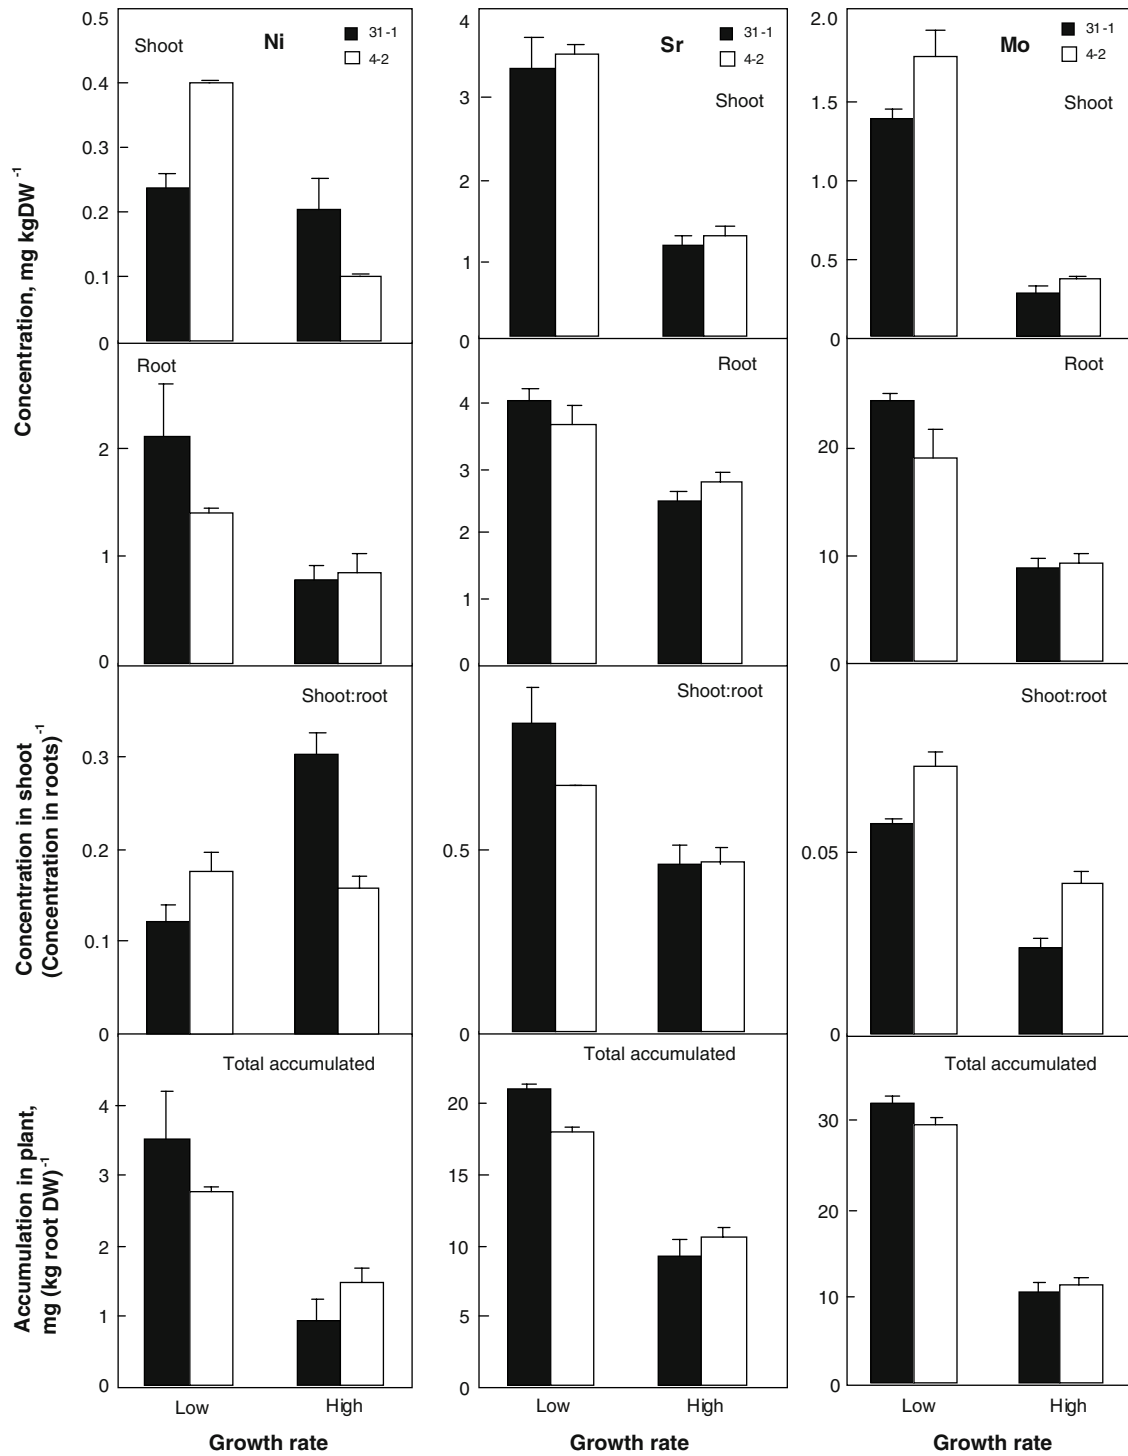 Concentration, mg kgDW⁻¹
0.5
0.4
0.3
0.2
0.1
0
Shoot
Ni
31-1
4-2
4
3
2
1
0
Sr
31-1
4-2
Shoot
2.0
1.5
1.0
0.5
0
Mo
31-1
4-2
Shoot
Root
2
1
0
Root
4
3
2
1
0
Root
20
10
0
Concentration in shoot
(Concentration in roots)⁻¹
Shoot:root
0.3
0.2
0.1
0
Shoot:root
0.5
0
Shoot:root
0.05
0
Accumulation in plant,
mg (kg root DW)⁻¹
Total accumulated
4
3
2
1
0
Total accumulated
20
15
10
5
0
Total accumulated
30
20
10
0
Low High
Low High
Low High
Growth rate
Growth rate
Growth rate